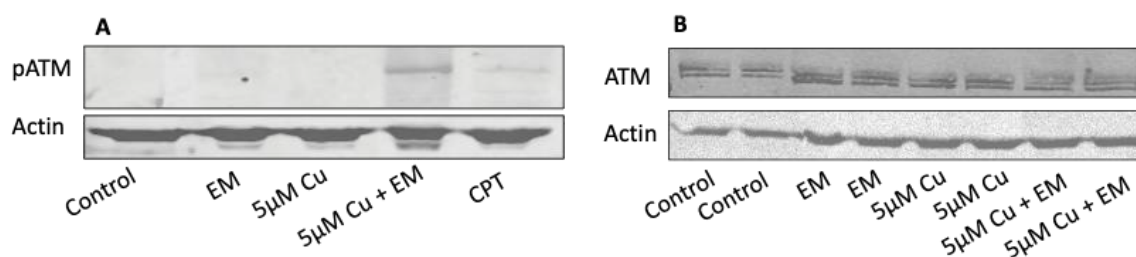 A
pATM
Actin
Control
EM
5µM Cu
5µM Cu + EM
CPT
B
ATM
Actin
Control
Control
EM
EM
5µM Cu
5µM Cu
5µM Cu + EM
5µM Cu + EM